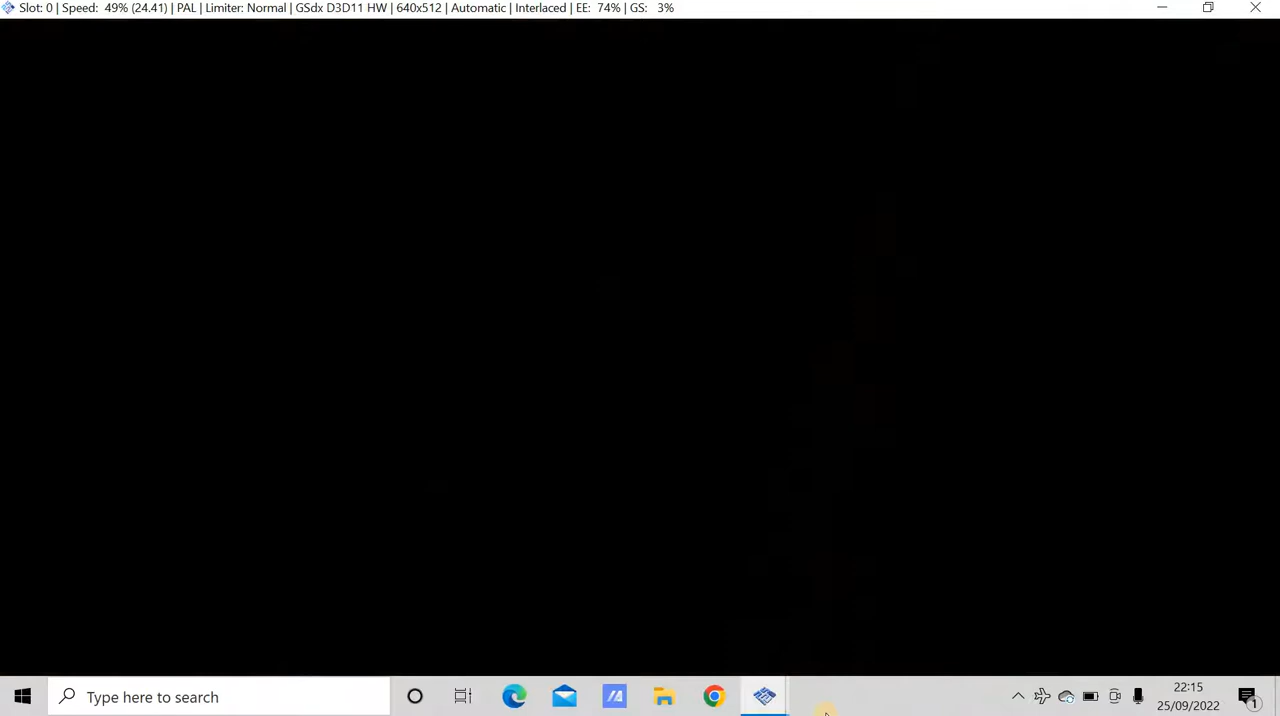 Slot: 0 | Speed: 49% (24.41) | PAL | Limiter: Normal | GSdx D3D11 HW | 640x512 | Automatic | Interlaced | EE: 74% | GS: 3%
Type here to search
22:15
25/09/2022
1